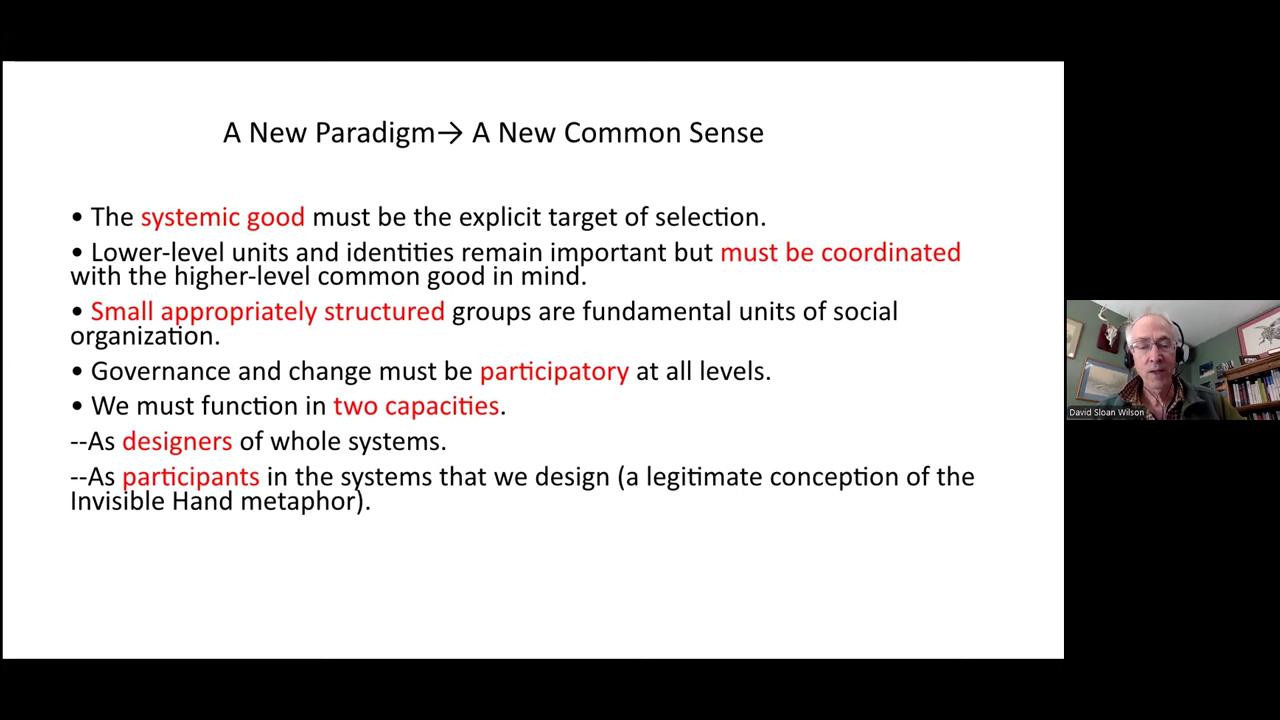 A New Paradigm→ A New Common Sense
• The systemic good must be the explicit target of selection.
• Lower-level units and identities remain important but must be coordinated
with the higher-level common good in mind.
• Small appropriately structured groups are fundamental units of social
organization.
• Governance and change must be participatory at all levels.
• We must function in two capacities.
--As designers of whole systems.
--As participants in the systems that we design (a legitimate conception of the
Invisible Hand metaphor).
David Sloan Wilson